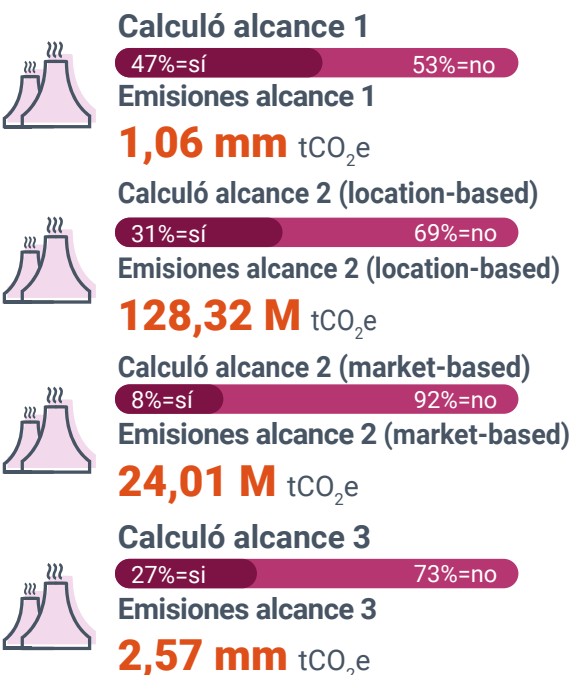 Calculó alcance 1
47%=sí 53%=no
Emisiones alcance 1
1,06 mm tCO₂e
Calculó alcance 2 (location-based)
31%=sí 69%=no
Emisiones alcance 2 (location-based)
128,32 M tCO₂e
Calculó alcance 2 (market-based)
8%=sí 92%=no
Emisiones alcance 2 (market-based)
24,01 M tCO₂e
Calculó alcance 3
27%=si 73%=no
Emisiones alcance 3
2,57 mm tCO₂e